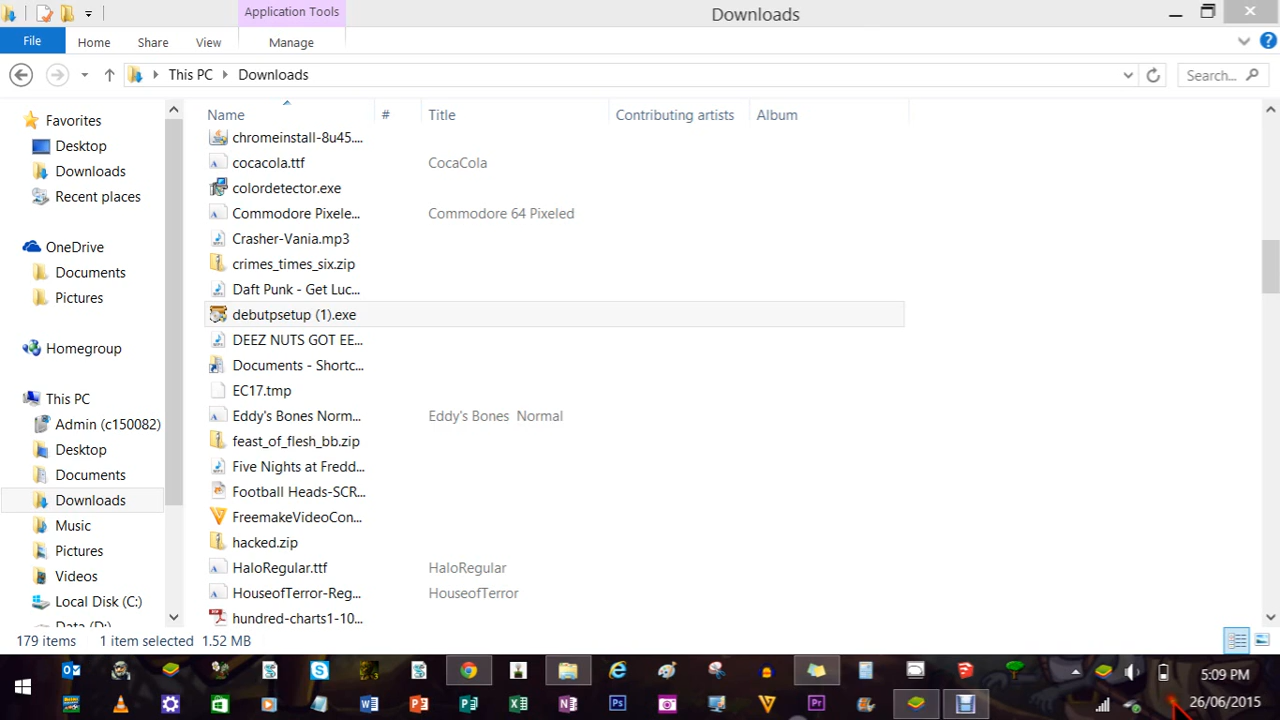 Application Tools
Downloads
File Home Share View Manage
This PC Downloads
Search...
Name # Title Contributing artists Album
Favorites
Desktop
Downloads
Recent places
OneDrive
Documents
Pictures
Homegroup
This PC
Admin (c150082)
Desktop
Documents
Downloads
Music
Pictures
Videos
Local Disk (C:)
Data (D:)
chromeinstall-8u45....
cocacola.ttf CocaCola
colordetector.exe
Commodore Pixele... Commodore 64 Pixeled
Crasher-Vania.mp3
crimes_times_six.zip
Daft Punk - Get Luc...
debutpsetup (1).exe
DEEZ NUTS GOT EE...
Documents - Shortc...
EC17.tmp
Eddy's Bones Norm... Eddy's Bones Normal
feast_of_flesh_bb.zip
Five Nights at Fredd...
Football Heads-SCR...
FreemakeVideoCon...
hacked.zip
HaloRegular.ttf HaloRegular
HouseofTerror-Reg... HouseofTerror
hundred-charts1-10...
179 items 1 item selected 1.52 MB
5:09 PM
26/06/2015